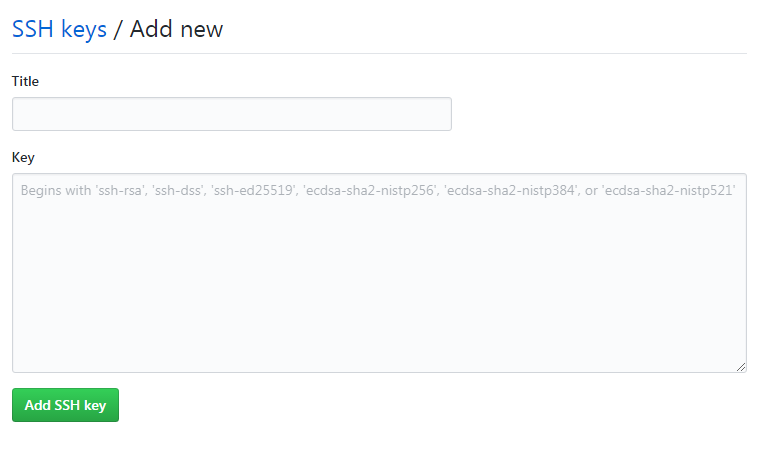 SSH keys / Add new
Title
Key
Begins with 'ssh-rsa', 'ssh-dss', 'ssh-ed25519', 'ecdsa-sha2-nistp256', 'ecdsa-sha2-nistp384', or 'ecdsa-sha2-nistp521'
Add SSH key